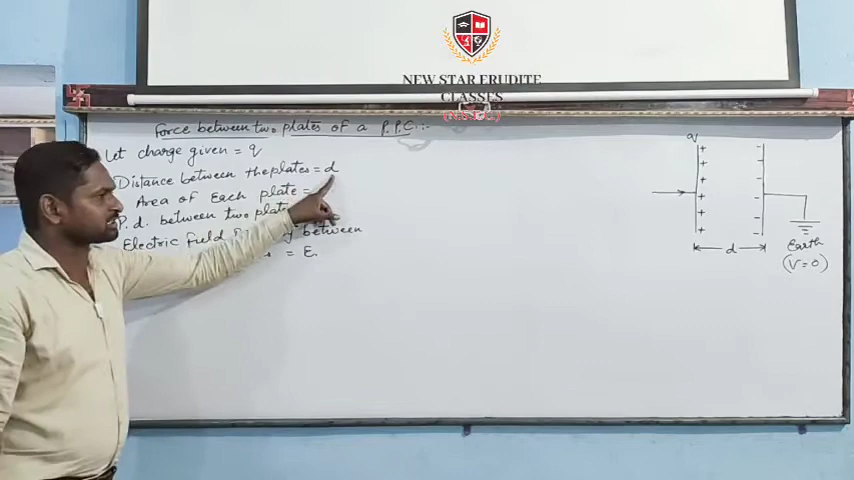 NEW STAR ERUDITE
CLASSES
(N.S.E.C)
Force between two plates of a P.P.C:-
Let charge given = q
Distance between the plates = d
Area of Each plate =
P.d. between two plates
Electric field between
= E.
q
+ -
+ -
+ -
+ -
+ -
+ -
d
Earth
(V=0)